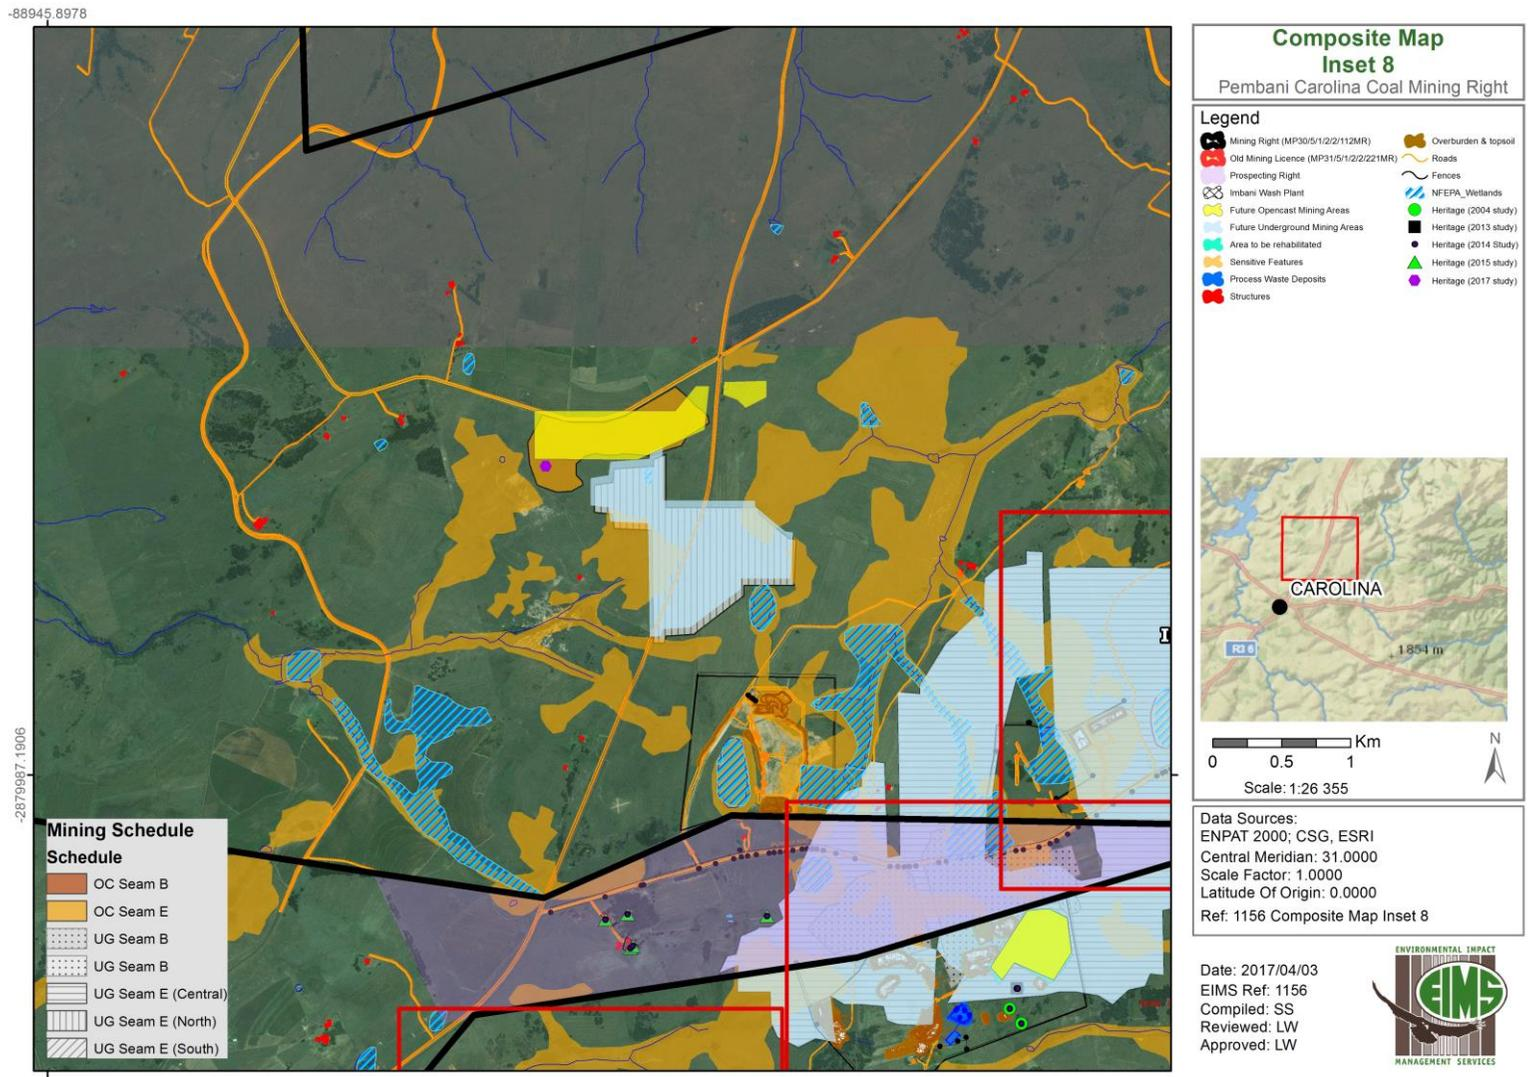 -88945.8978
-2879987.1906
Mining Schedule
Schedule
OC Seam B
OC Seam E
UG Seam B
UG Seam B
UG Seam E (Central)
UG Seam E (North)
UG Seam E (South)
Composite Map
Inset 8
Pembani Carolina Coal Mining Right
Legend
Mining Right (MP30/5/1/2/2/112MR)
Old Mining Licence (MP31/5/1/2/2/221MR)
Prospecting Right
Imbani Wash Plant
Future Opencast Mining Areas
Future Underground Mining Areas
Area to be rehabilitated
Sensitive Features
Process Waste Deposits
Structures
Overburden & topsoil
Roads
Fences
NFEPA_Wetlands
Heritage (2004 study)
Heritage (2013 study)
Heritage (2014 Study)
Heritage (2015 study)
Heritage (2017 study)
CAROLINA
R36
1854 m
Km
0 0.5 1
N
Scale: 1:26 355
Data Sources:
ENPAT 2000; CSG, ESRI
Central Meridian: 31.0000
Scale Factor: 1.0000
Latitude Of Origin: 0.0000
Ref: 1156 Composite Map Inset 8
Date: 2017/04/03
EIMS Ref: 1156
Compiled: SS
Reviewed: LW
Approved: LW
ENVIRONMENTAL IMPACT
EIMS
MANAGEMENT SERVICES